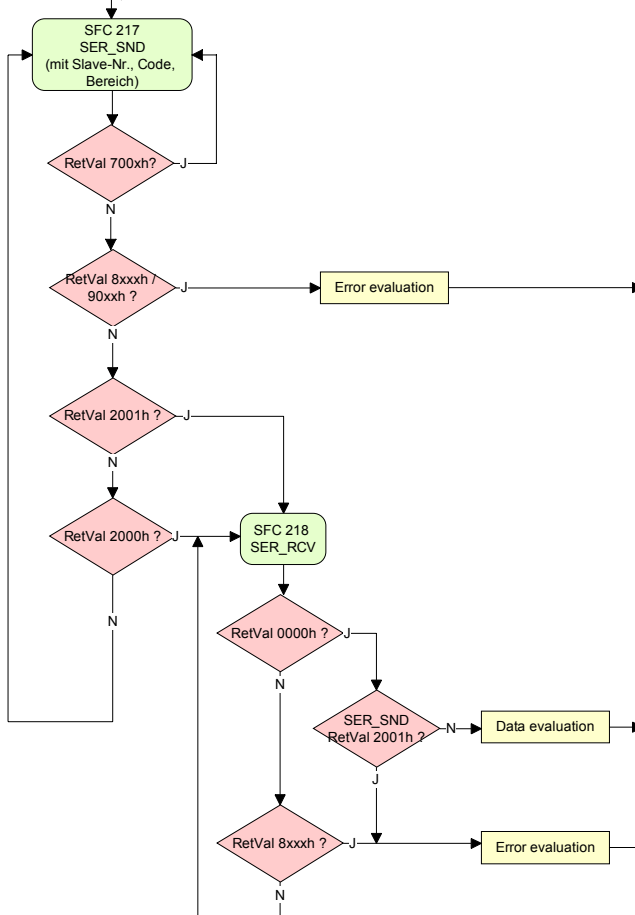 SFC 217
SER_SND
(mit Slave-Nr., Code,
Bereich)
RetVal 700xh?
J
N
RetVal 8xxxh /
90xxh ?
J
Error evaluation
N
RetVal 2001h ?
J
N
RetVal 2000h ?
J
SFC 218
SER_RCV
N
RetVal 0000h ?
J
N
SER_SND
RetVal 2001h ?
N
Data evaluation
J
RetVal 8xxxh ?
J
Error evaluation
N